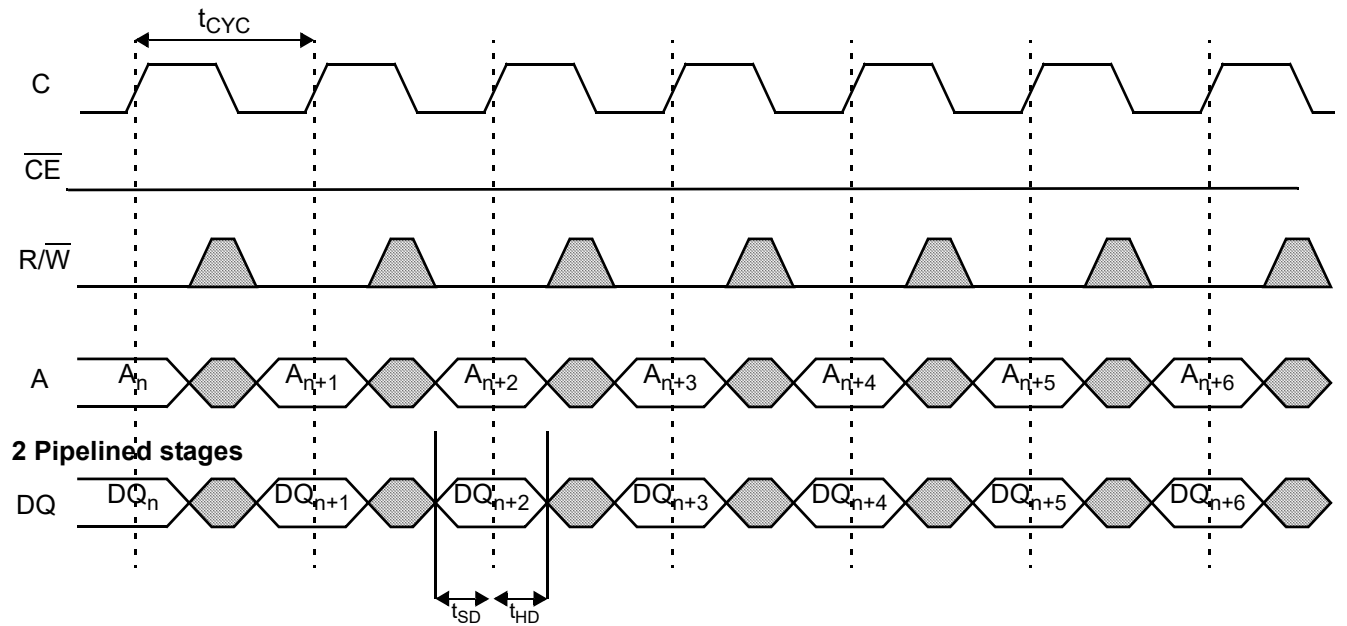 tCYC
C
CE
R/W
A An An+1 An+2 An+3 An+4 An+5 An+6
2 Pipelined stages
DQ DQn DQn+1 DQn+2 DQn+3 DQn+4 DQn+5 DQn+6
tSD tHD